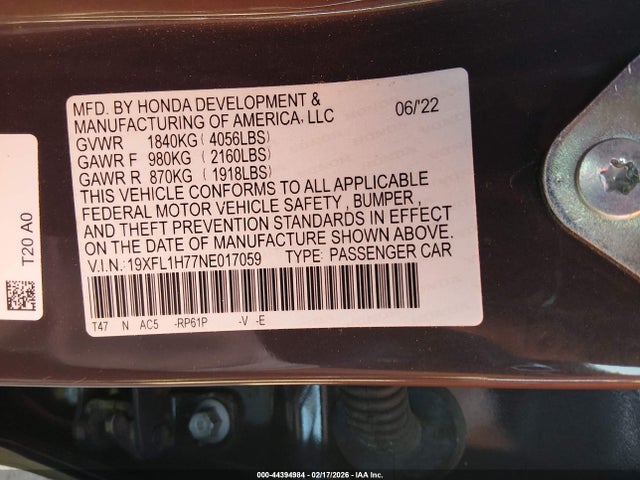 MFD. BY HONDA DEVELOPMENT & 06/'22
MANUFACTURING OF AMERICA, LLC
GVWR 1840KG ( 4056LBS)
GAWR F 980KG ( 2160LBS)
GAWR R 870KG ( 1918LBS)
THIS VEHICLE CONFORMS TO ALL APPLICABLE
FEDERAL MOTOR VEHICLE SAFETY , BUMPER ,
AND THEFT PREVENTION STANDARDS IN EFFECT
ON THE DATE OF MANUFACTURE SHOWN ABOVE.
V.I.N.: 19XFL1H77NE017059 TYPE: PASSENGER CAR
T47 N AC5 -RP61P -V -E
T20 A0
000-44394984 - 02/17/2026 - IAA Inc.